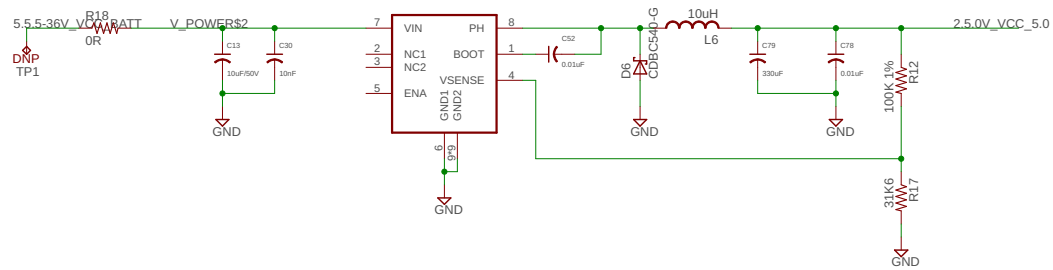 R18
5.5.5-36V_VCC_BATT
V_POWER$2
0R
DNP
TP1
C13
10uF/50V
C30
10nF
GND
7
2
3
5
VIN
NC1
NC2
ENA
PH
BOOT
VSENSE
GND1
GND2
8
1
4
6
9*9
GND
C52
0.01uF
D6
CDBC540-G
GND
10uH
L6
C79
330uF
C78
0.01uF
GND
2.5.0V_VCC_5.0
100K 1%
R12
31K6
R17
GND